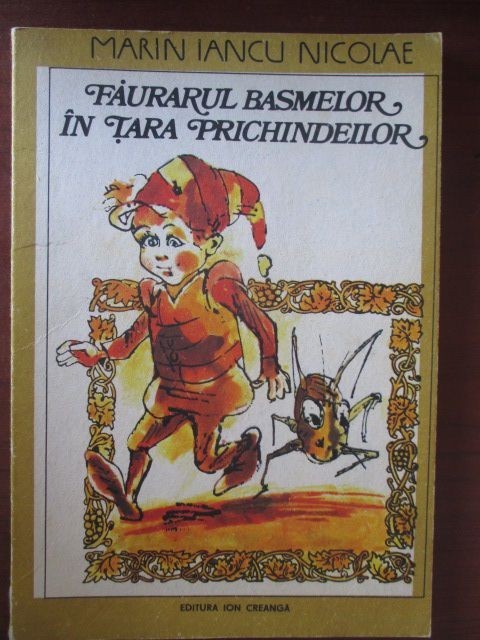 MARIN IANCU NICOLAE
FĂURARUL BASMELOR
ÎN ȚARA PRICHINDEILOR
EDITURA ION CREANGĂ